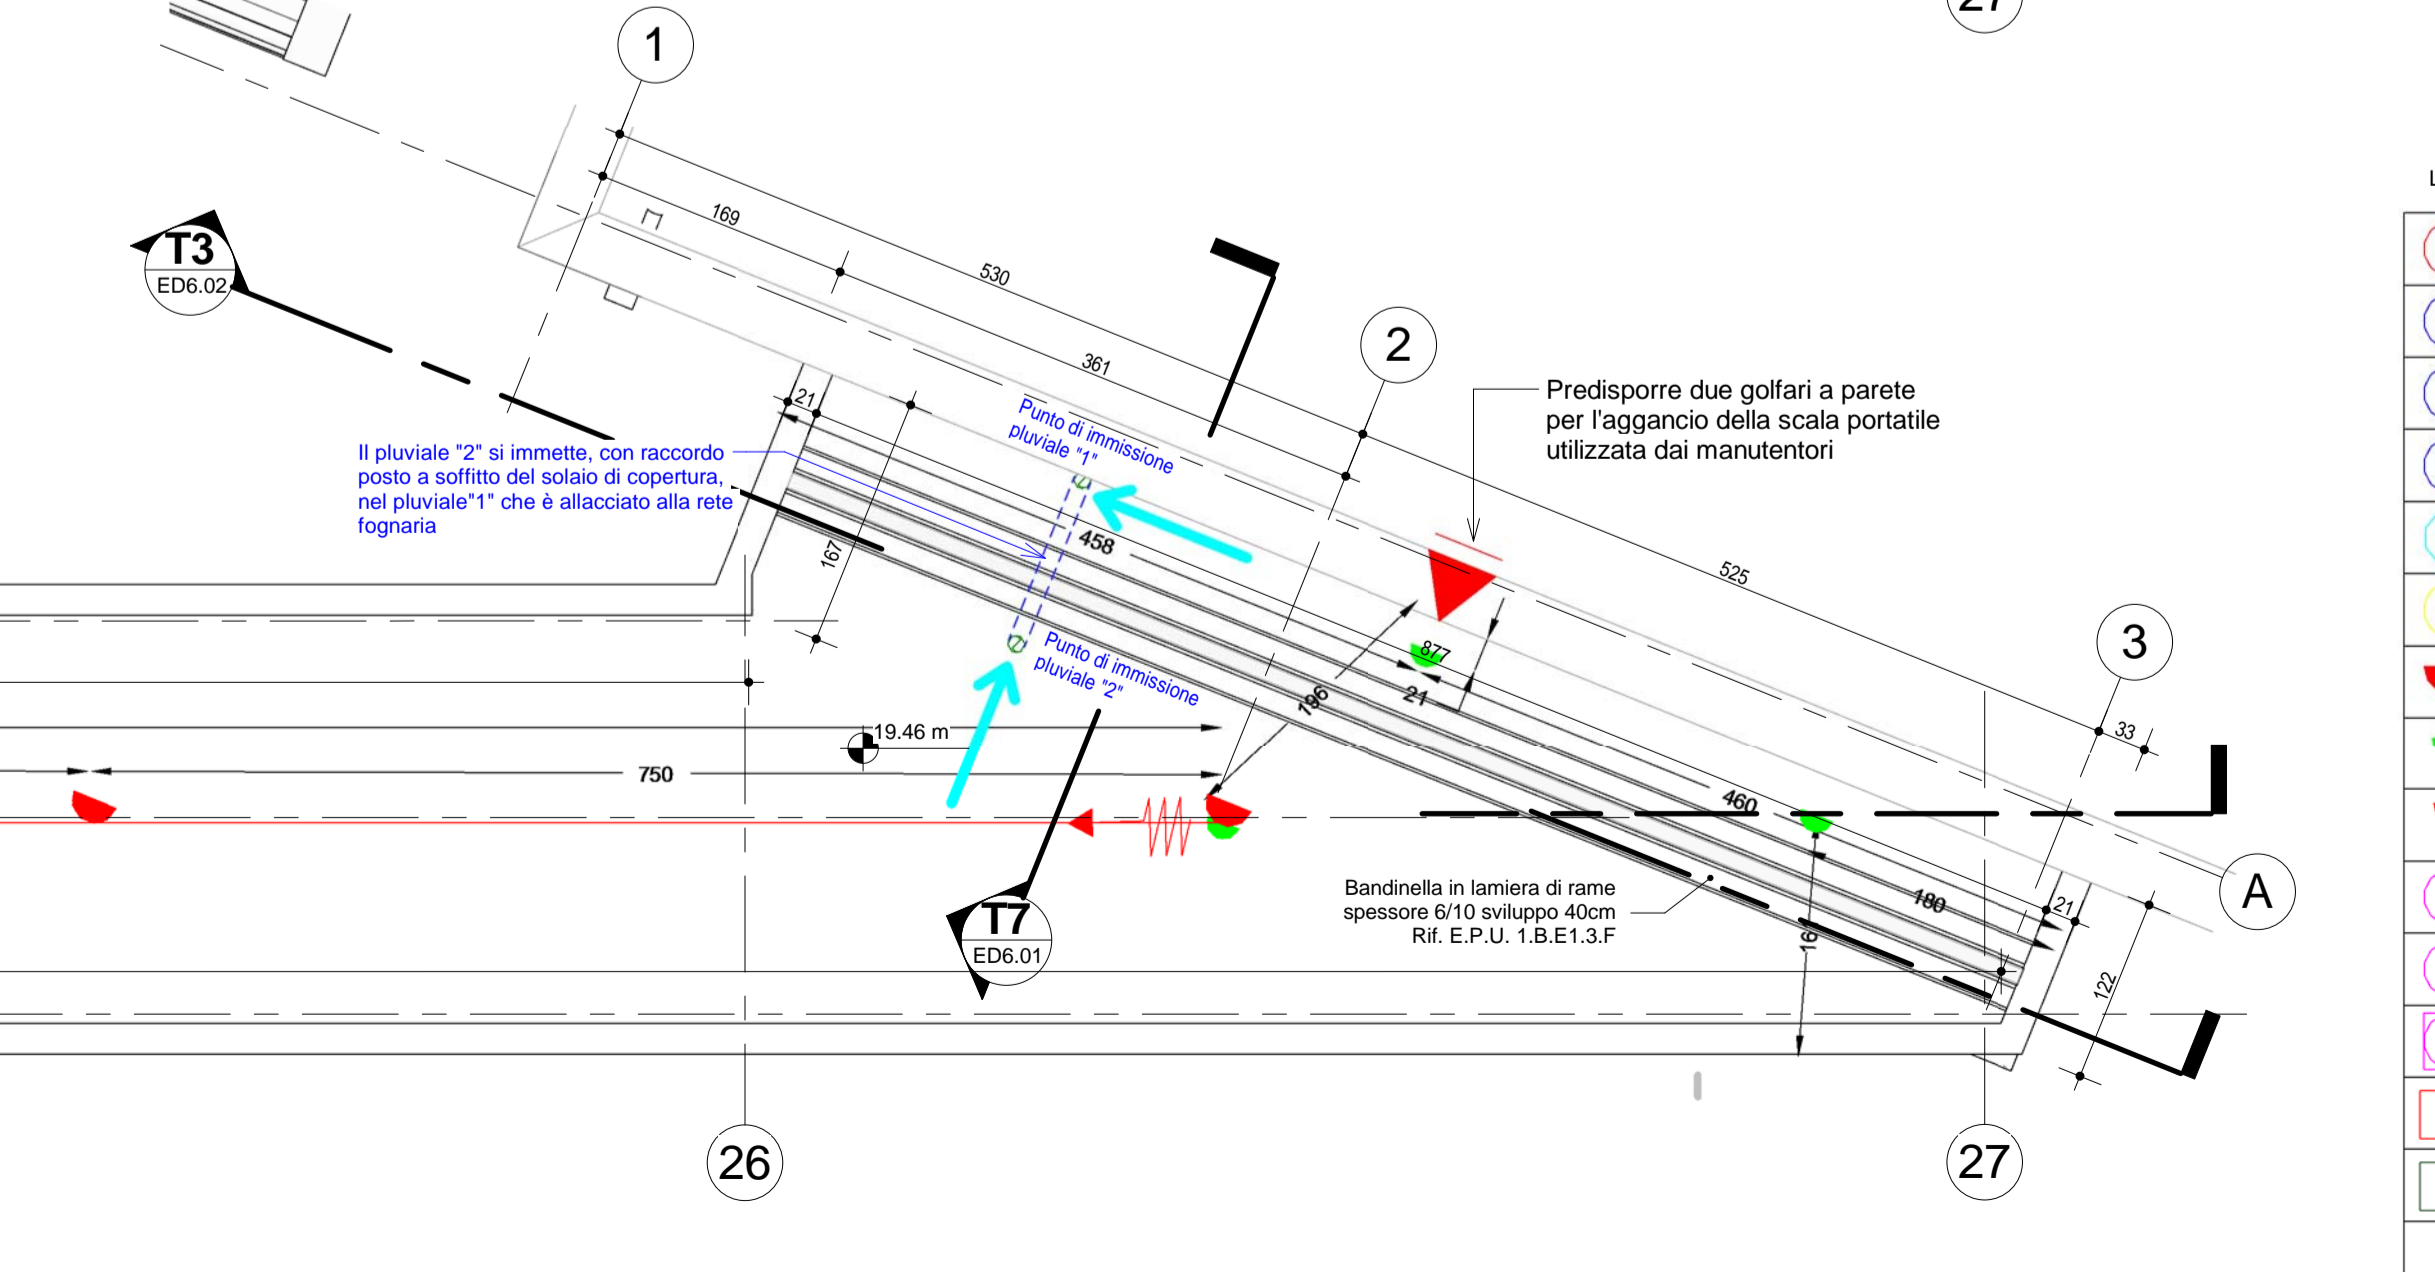 27
1
T3
ED6.02
169
530
361
2
21
Punto di immissione
pluviale "1"
Predisporre due golfari a parete
per l'aggancio della scala portatile
utilizzata dai manutentori
Il pluviale "2" si immette, con raccordo
posto a soffitto del solaio di copertura,
nel pluviale"1" che è allacciato alla rete
fognaria
458
167
525
3
877
21
196
Punto di immissione
pluviale "2"
19.46 m
750
33
460
A
Bandinella in lamiera di rame
spessore 6/10 sviluppo 40cm
Rif. E.P.U. 1.B.E1.3.F
180
21
T7
ED6.01
122
26
27